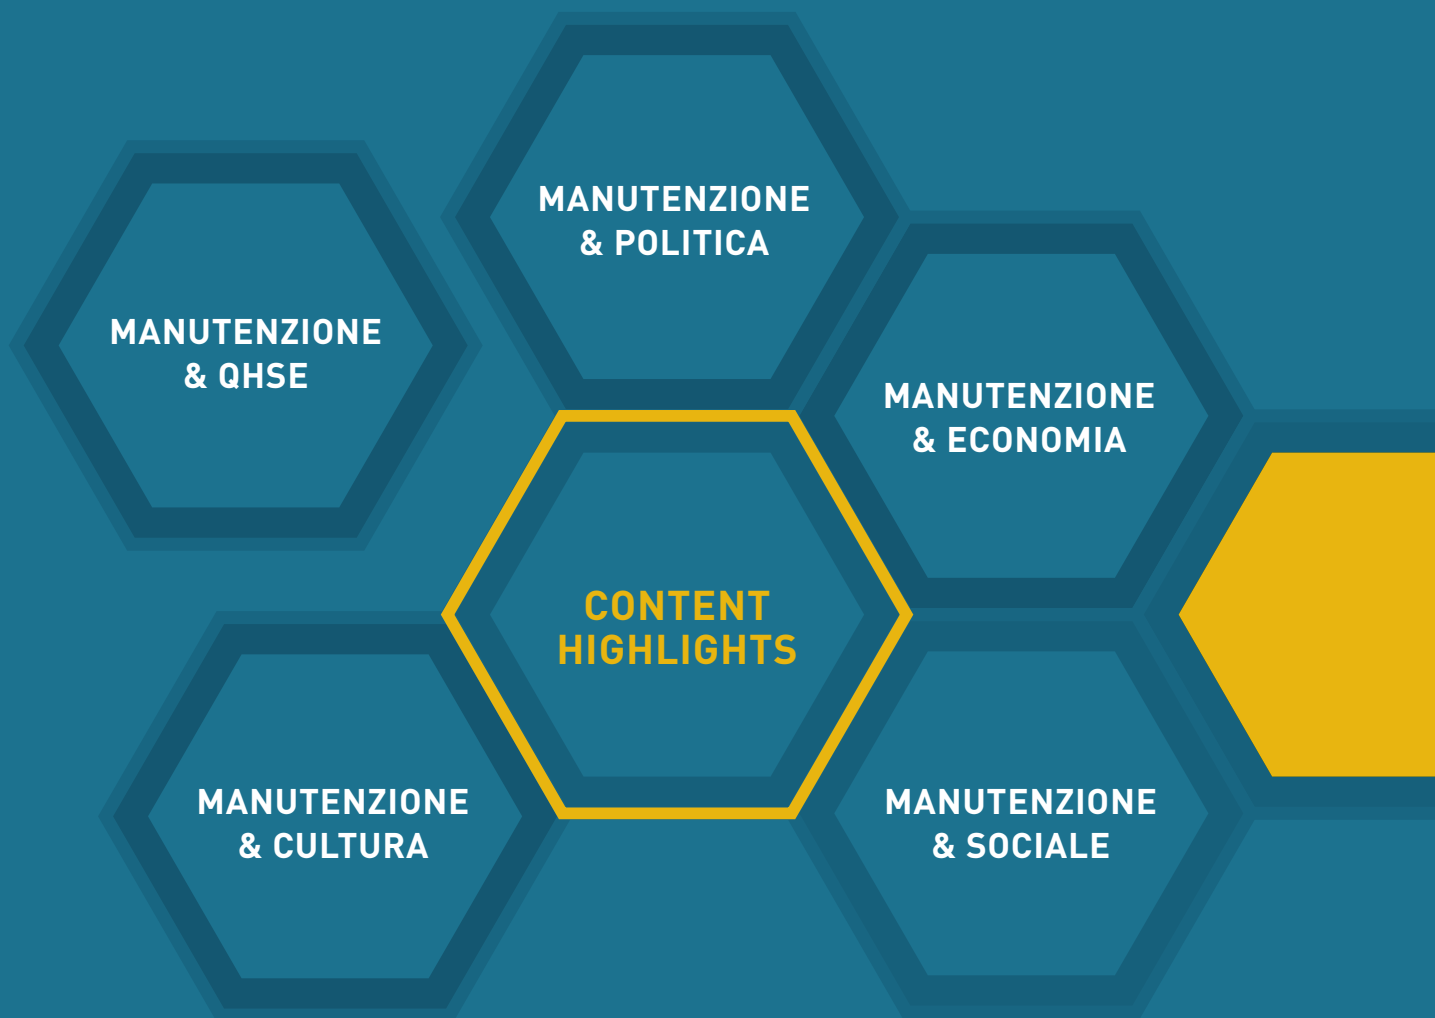 MANUTENZIONE
& POLITICA
MANUTENZIONE
& QHSE
MANUTENZIONE
& ECONOMIA
CONTENT
HIGHLIGHTS
MANUTENZIONE
& CULTURA
MANUTENZIONE
& SOCIALE